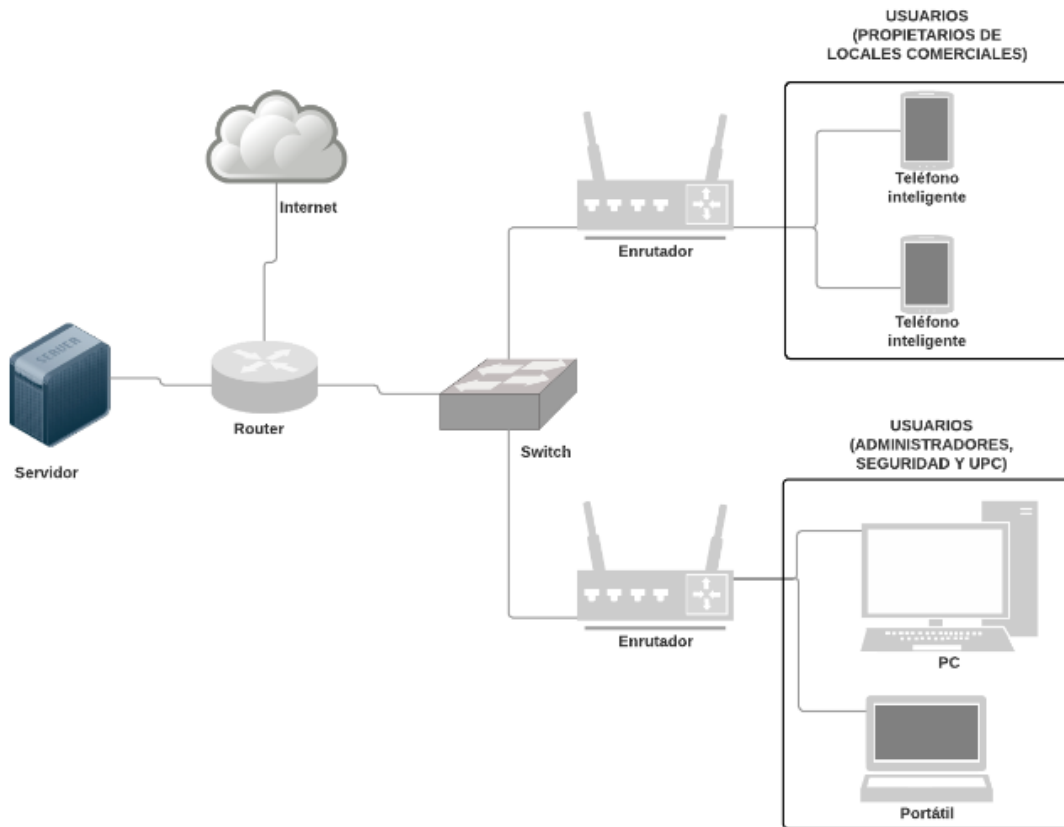 USUARIOS
(PROPIETARIOS DE
LOCALES COMERCIALES)
Teléfono
inteligente
Internet
Enrutador
Teléfono
inteligente
SERVER
Router
Servidor
Switch
USUARIOS
(ADMINISTRADORES,
SEGURIDAD Y UPC)
Enrutador
PC
Portátil